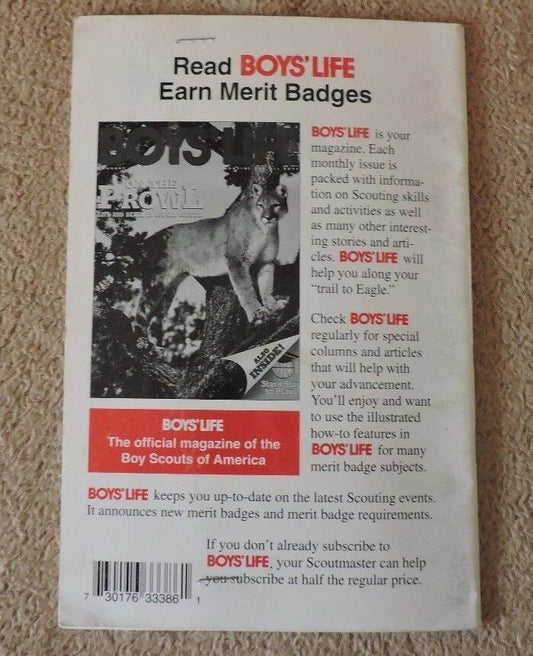 Read BOYS' LIFE
Earn Merit Badges
BOYS' LIFE
ON THE
PROWL
ALSO
INSIDE!
BOYS' LIFE
The official magazine of the
Boy Scouts of America
BOYS' LIFE is your
magazine. Each
monthly issue is
packed with informa-
tion on Scouting skills
and activities as well
as many other interest-
ing stories and arti-
cles. BOYS' LIFE will
help you along your
“trail to Eagle.”
Check BOYS' LIFE
regularly for special
columns and articles
that will help with
your advancement.
You’ll enjoy and want
to use the illustrated
how-to features in
BOYS' LIFE for many
merit badge subjects.
BOYS' LIFE keeps you up-to-date on the latest Scouting events.
It announces new merit badges and merit badge requirements.
If you don’t already subscribe to
BOYS' LIFE, your Scoutmaster can help
you subscribe at half the regular price.
7 30176 33386 1